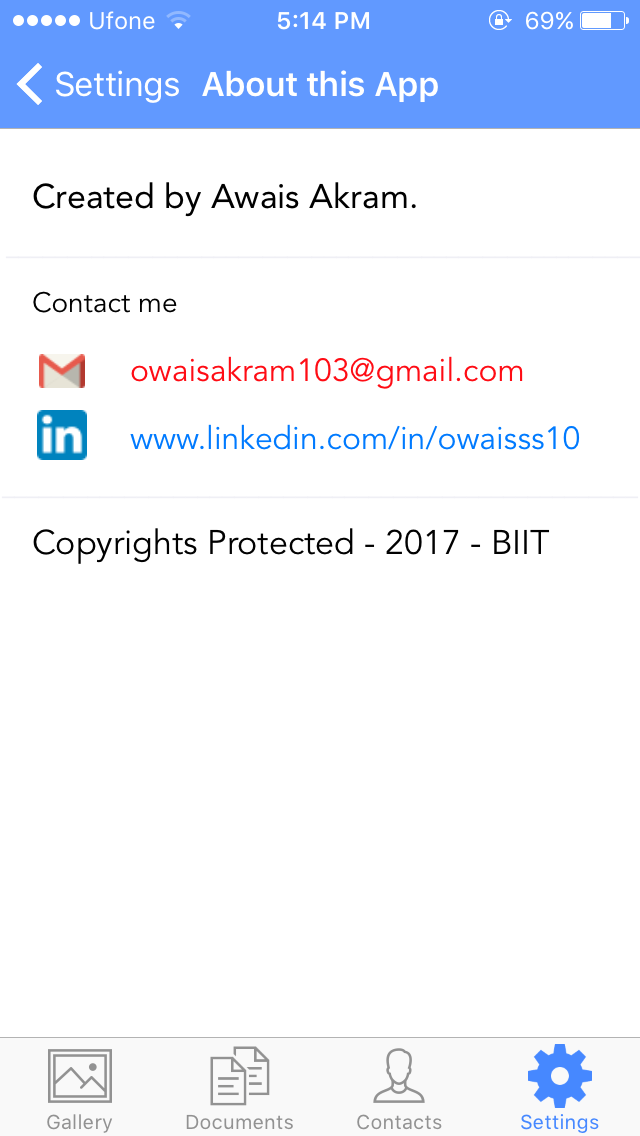 Ufone 5:14 PM 69%
Settings About this App
Created by Awais Akram.
Contact me
owaisakram103@gmail.com
in www.linkedin.com/in/owaisss10
Copyrights Protected - 2017 - BIIT
Gallery Documents Contacts Settings